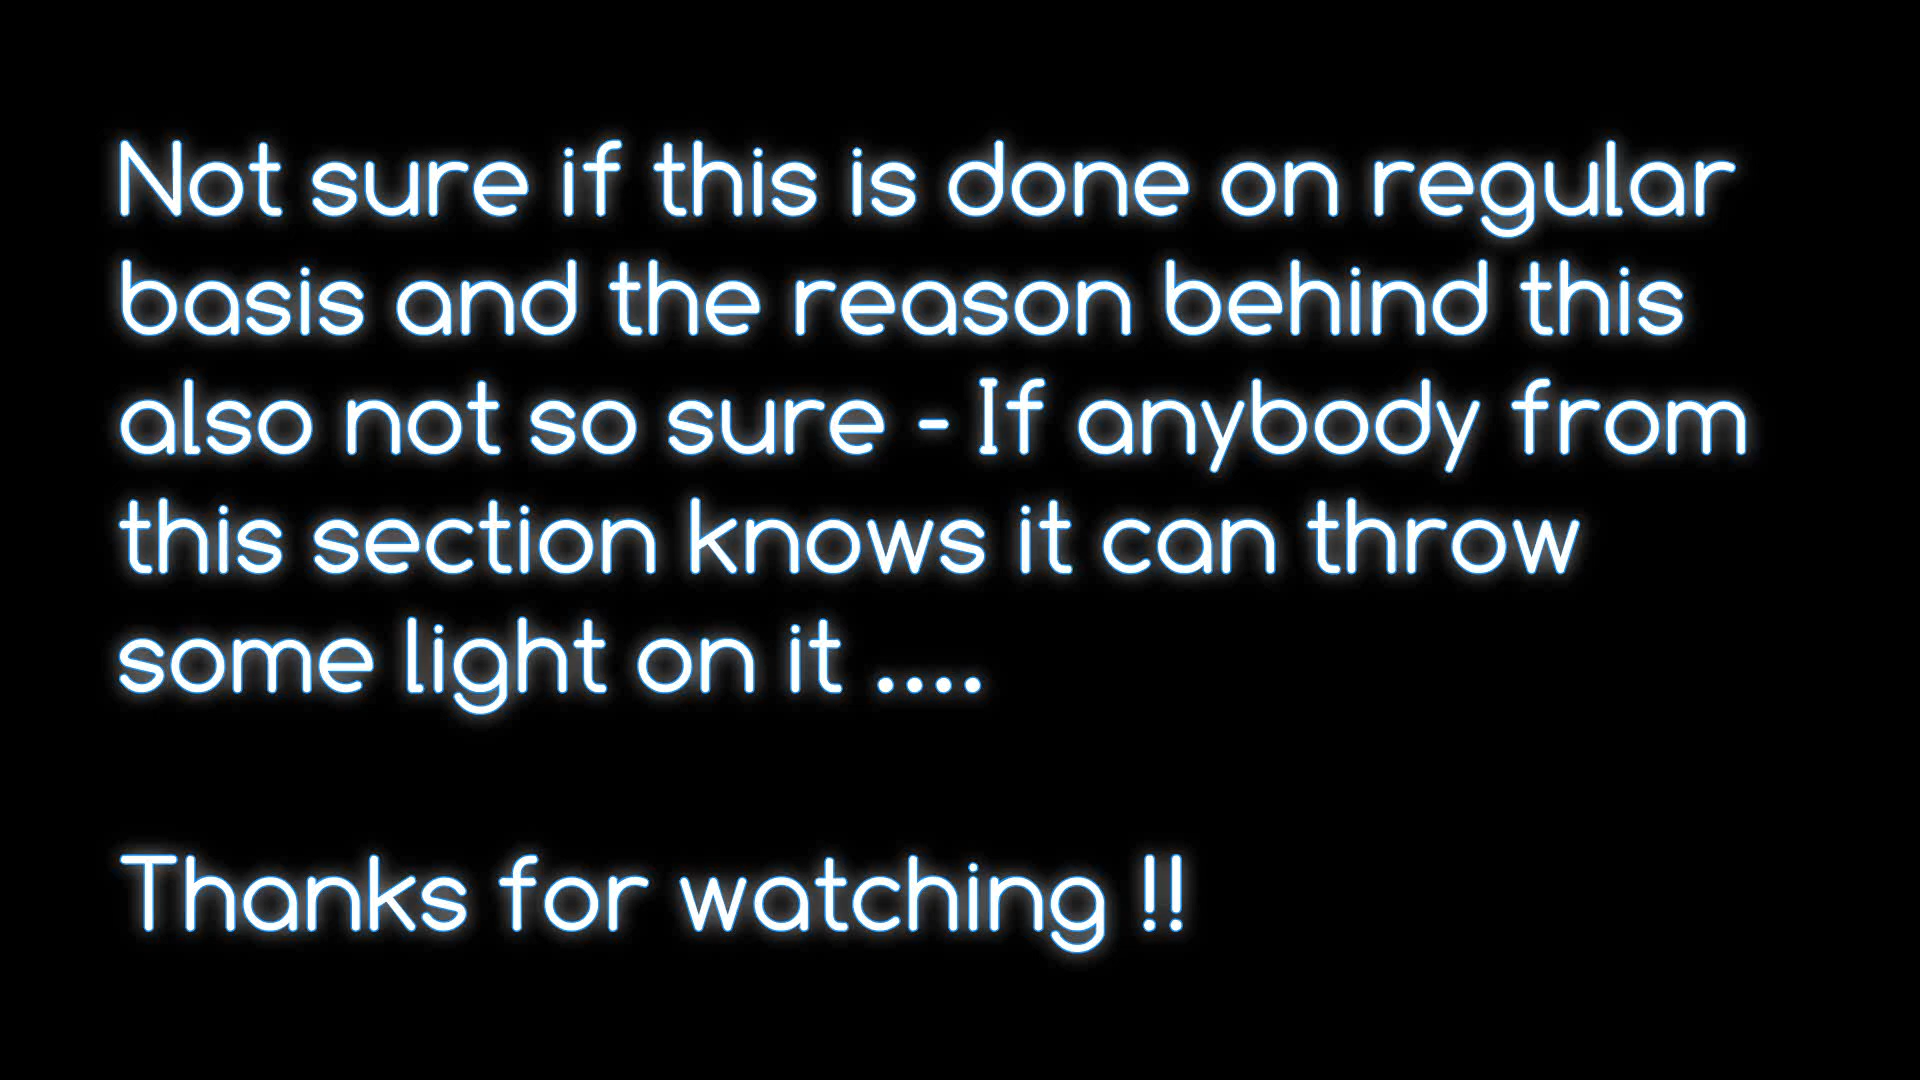 Not sure if this is done on regular
basis and the reason behind this
also not so sure - If anybody from
this section knows it can throw
some light on it ....
Thanks for watching !!